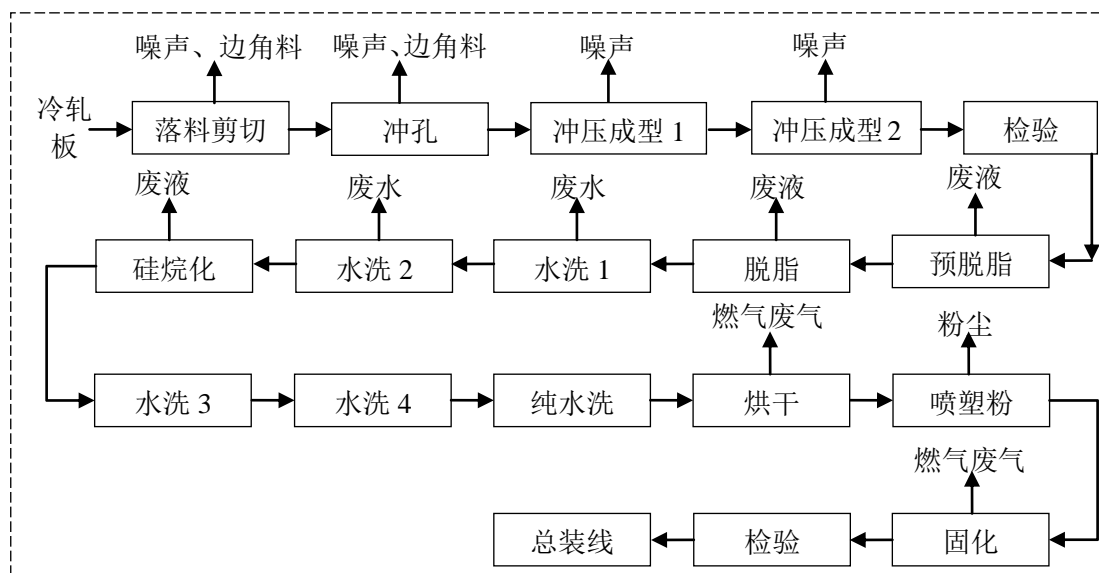 噪声、边角料
噪声、边角料
噪声
噪声
冷轧
板
落料剪切
冲孔
冲压成型 1
冲压成型 2
检验
废液
废水
废水
废液
废液
硅烷化
水洗 2
水洗 1
脱脂
预脱脂
燃气废气
粉尘
水洗 3
水洗 4
纯水洗
烘干
喷塑粉
燃气废气
总装线
检验
固化